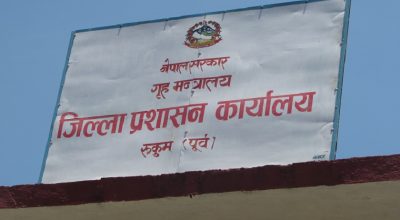 नेपाल सरकार
गृह मन्त्रालय
जिल्ला प्रशासन कार्यालय
रुकुम (पूर्व)